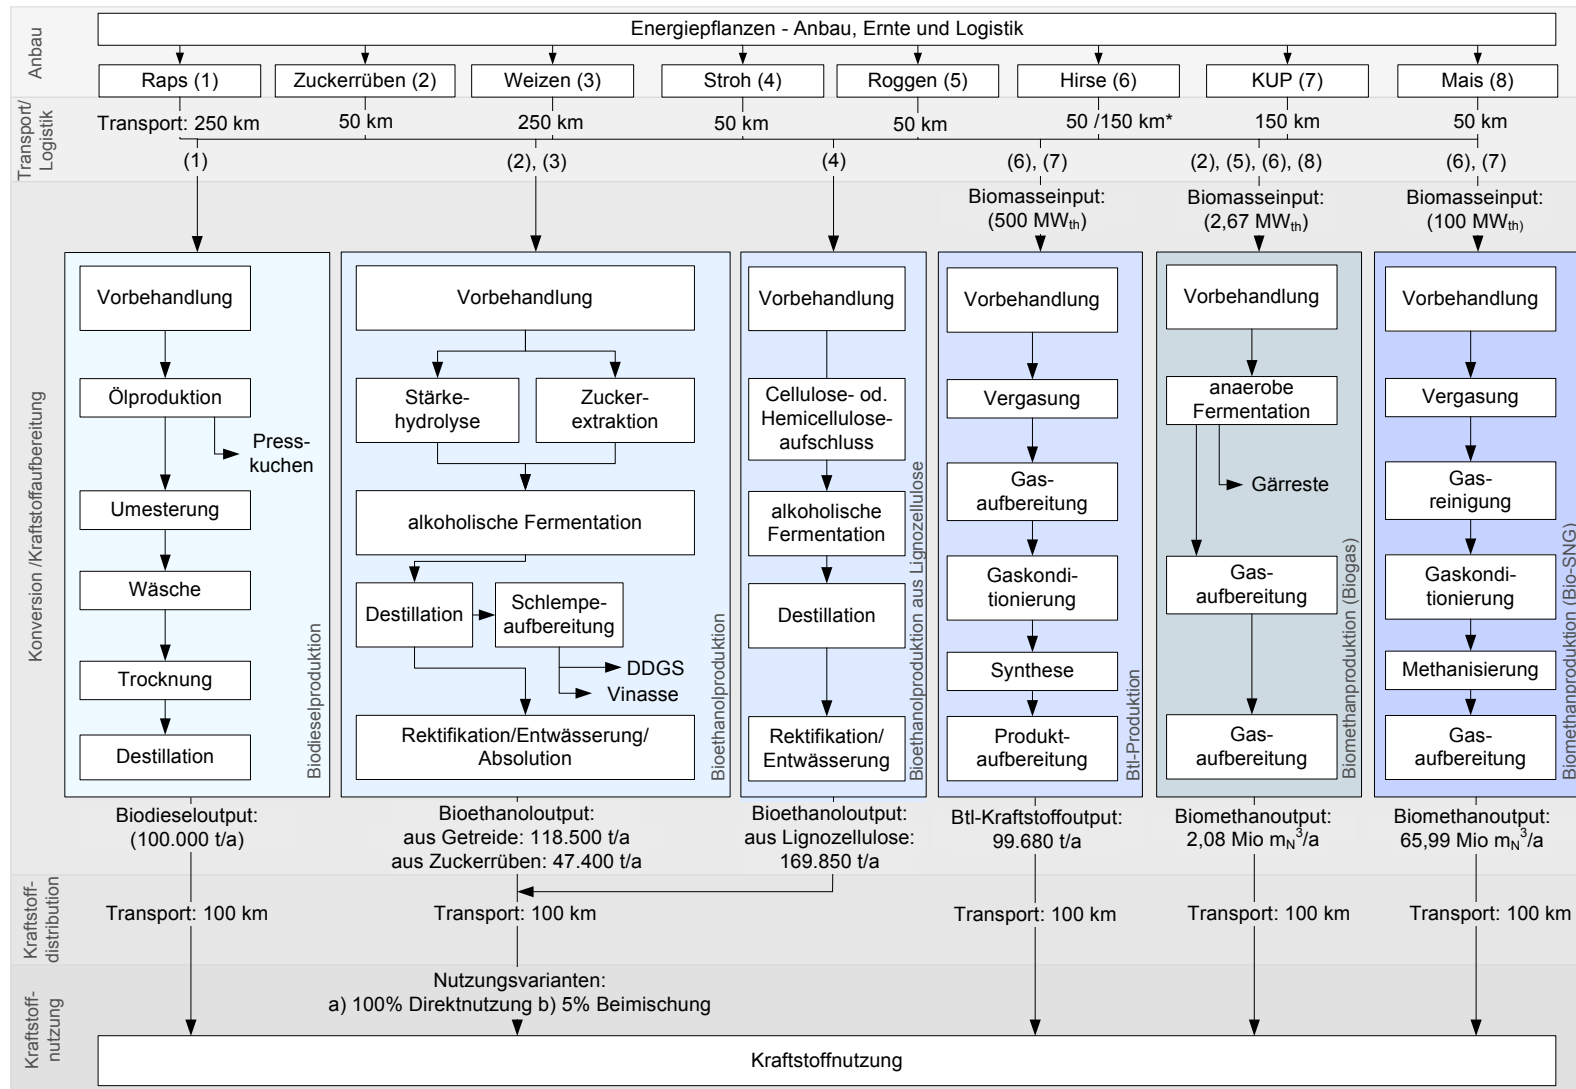 Anbau
Energiepflanzen - Anbau, Ernte und Logistik
Raps (1)
Zuckerrüben (2)
Weizen (3)
Stroh (4)
Roggen (5)
Hirse (6)
KUP (7)
Mais (8)
Transport/
Logistik
Transport: 250 km
50 km
250 km
50 km
50 km
50 /150 km*
150 km
50 km
(1)
(2), (3)
(4)
(6), (7)
(2), (5), (6), (8)
(6), (7)
Biomasseinput:
(500 MWth)
Biomasseinput:
(2,67 MWth)
Biomasseinput:
(100 MWth)
Konversion /Kraftstoffaufbereitung
Vorbehandlung
Ölproduktion
Press-
kuchen
Umesterung
Wäsche
Trocknung
Destillation
Biodieselproduktion
Vorbehandlung
Stärke-
hydrolyse
Zucker-
extraktion
alkoholische Fermentation
Destillation
Schlempe-
aufbereitung
DDGS
Vinasse
Rektifikation/Entwässerung/
Absolution
Bioethanolproduktion
Vorbehandlung
Cellulose- od.
Hemicellulose-
aufschluss
alkoholische
Fermentation
Destillation
Rektifikation/
Entwässerung
Bioethanolproduktion aus Lignozellulose
Vorbehandlung
Vergasung
Gas-
aufbereitung
Gaskondi-
tionierung
Synthese
Produkt-
aufbereitung
Btl-Produktion
Vorbehandlung
anaerobe
Fermentation
Gärreste
Gas-
aufbereitung
Gas-
aufbereitung
Biomethanproduktion (Biogas)
Vorbehandlung
Vergasung
Gas-
reinigung
Gaskondi-
tionierung
Methanisierung
Gas-
aufbereitung
Biomethanproduktion (Bio-SNG)
Biodieseloutput:
(100.000 t/a)
Bioethanoloutput:
aus Getreide: 118.500 t/a
aus Zuckerrüben: 47.400 t/a
Bioethanoloutput:
aus Lignozellulose:
169.850 t/a
Btl-Kraftstoffoutput:
99.680 t/a
Biomethanoutput:
2,08 Mio mN³/a
Biomethanoutput:
65,99 Mio mN³/a
Kraftstoff-
distribution
Transport: 100 km
Transport: 100 km
Transport: 100 km
Transport: 100 km
Transport: 100 km
Kraftstoff-
nutzung
Nutzungsvarianten:
a) 100% Direktnutzung b) 5% Beimischung
Kraftstoffnutzung